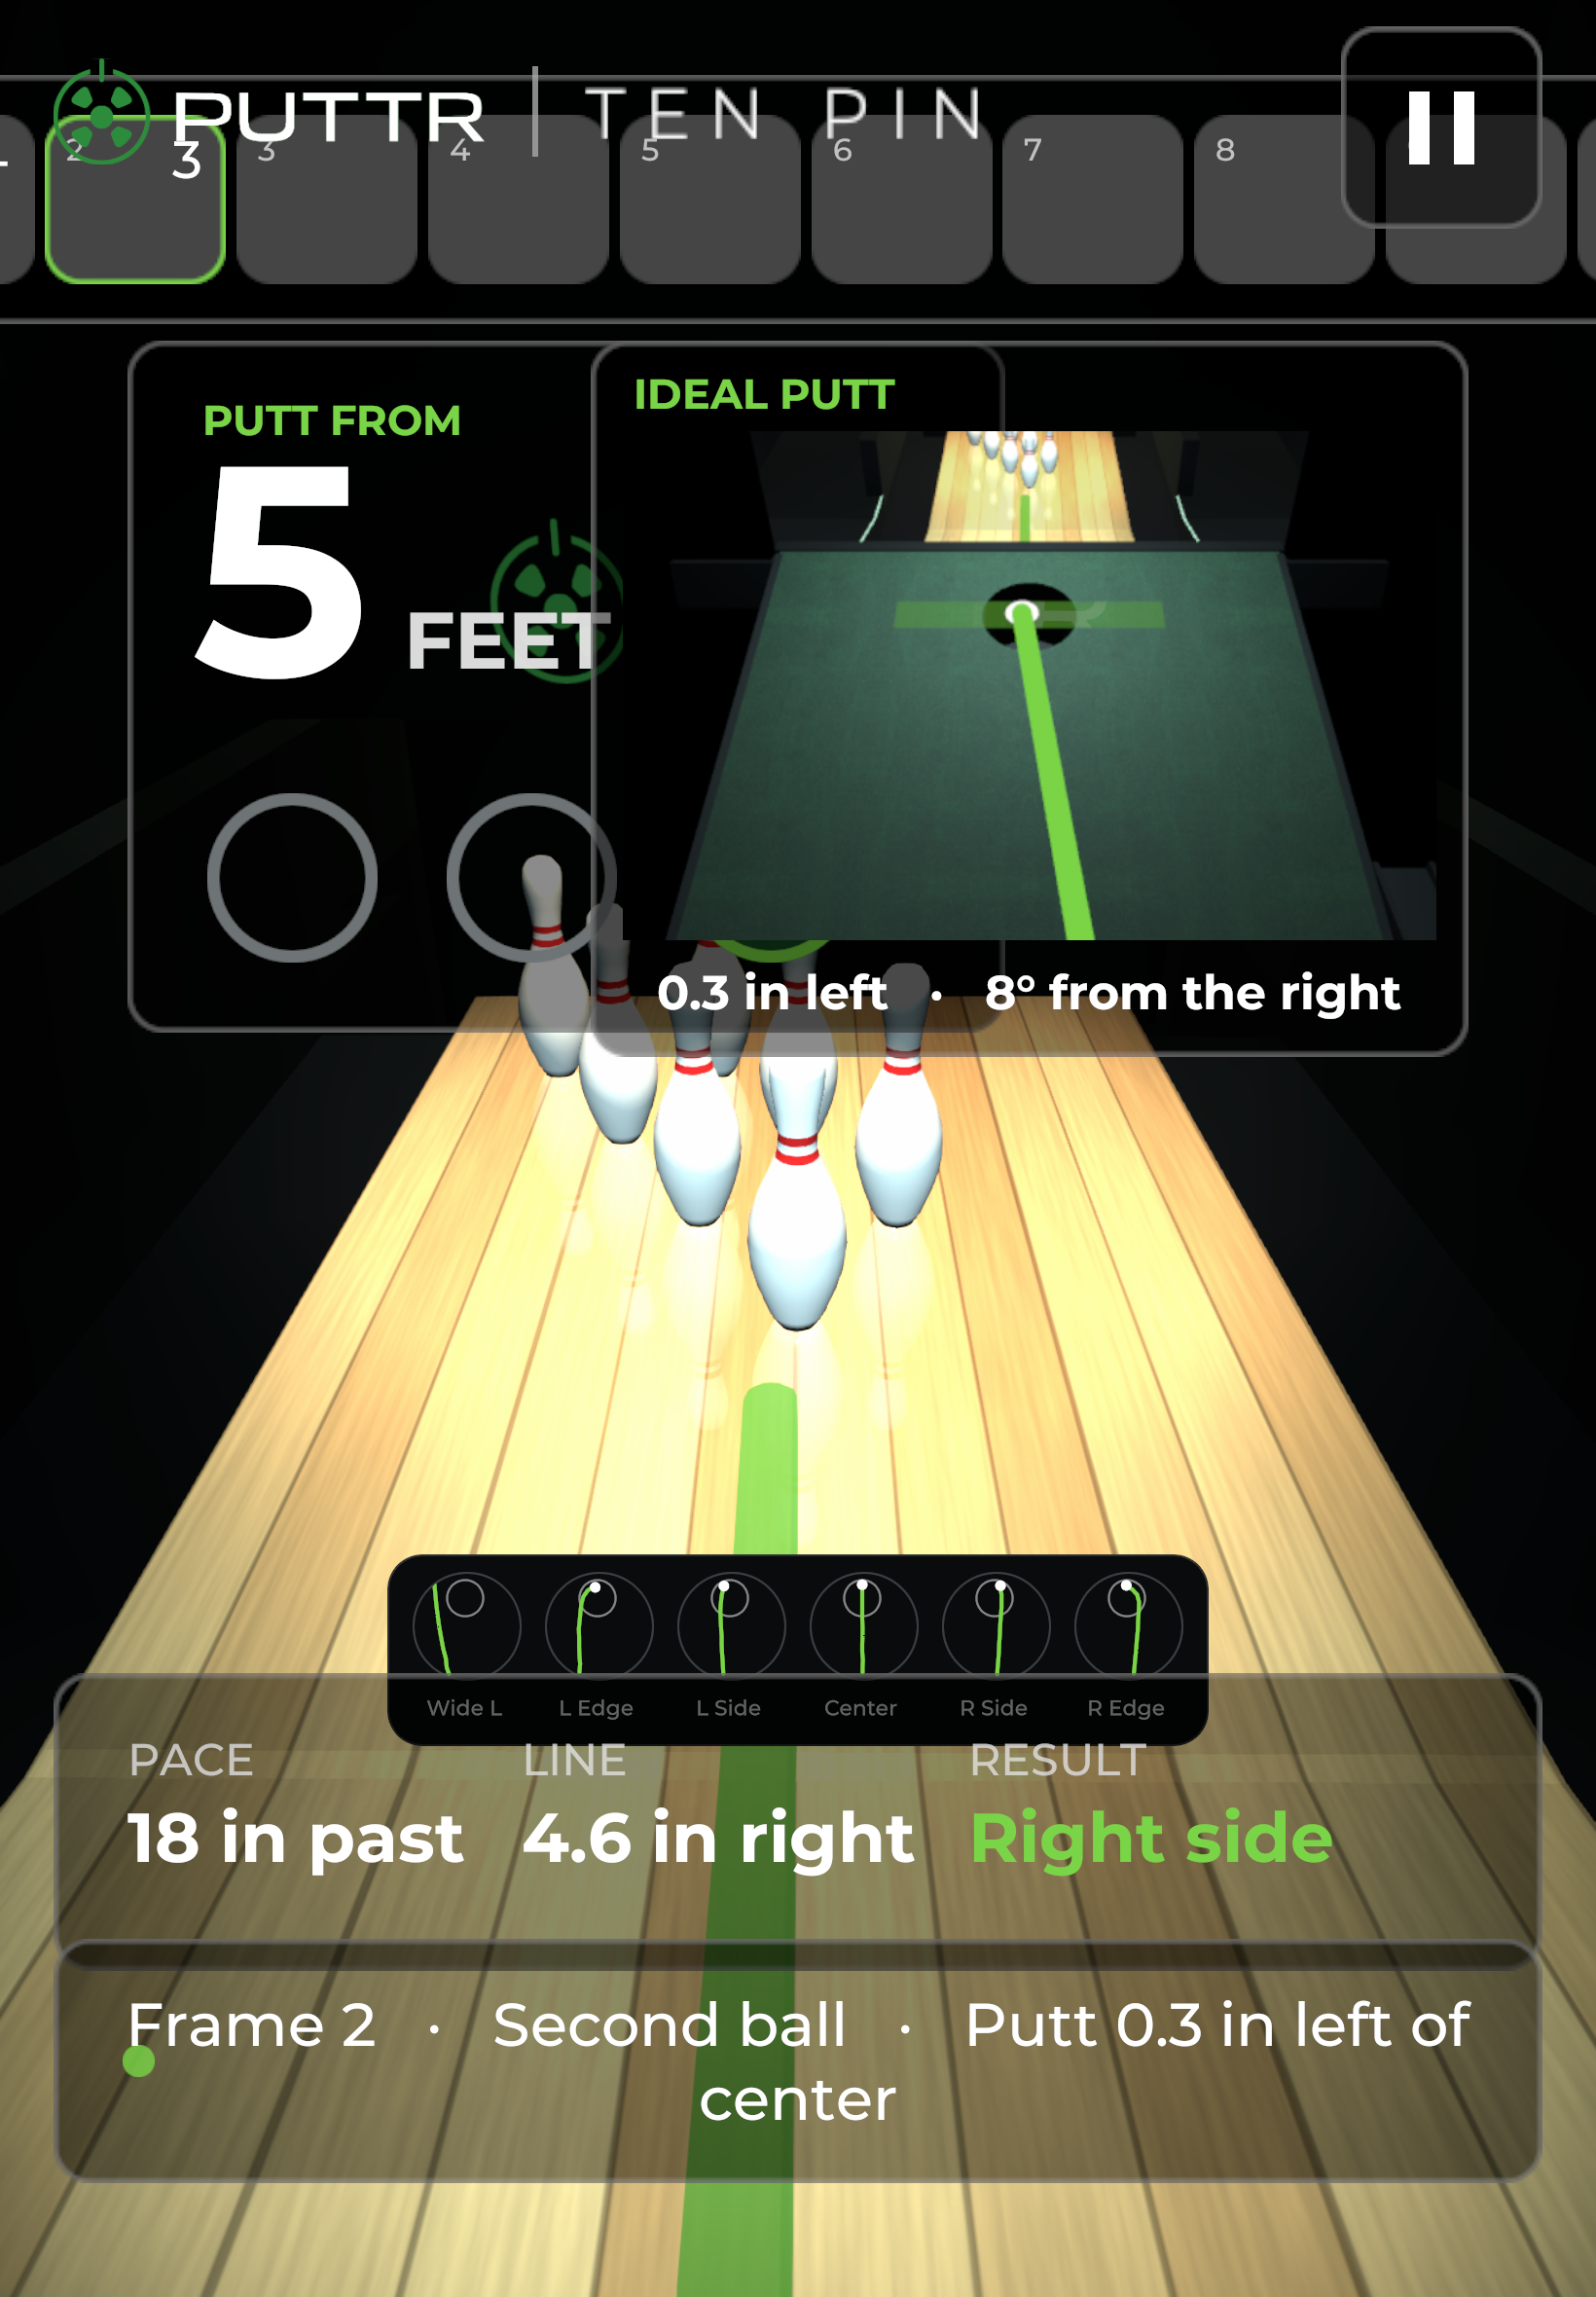 PUTTR | TEN PIN
2 3 3 4 5 6 7 8
PUTT FROM
5 FEET
IDEAL PUTT
0.3 in left · 8° from the right
Wide L L Edge L Side Center R Side R Edge
PACE LINE RESULT
18 in past 4.6 in right Right side
Frame 2 · Second ball · Putt 0.3 in left of
center